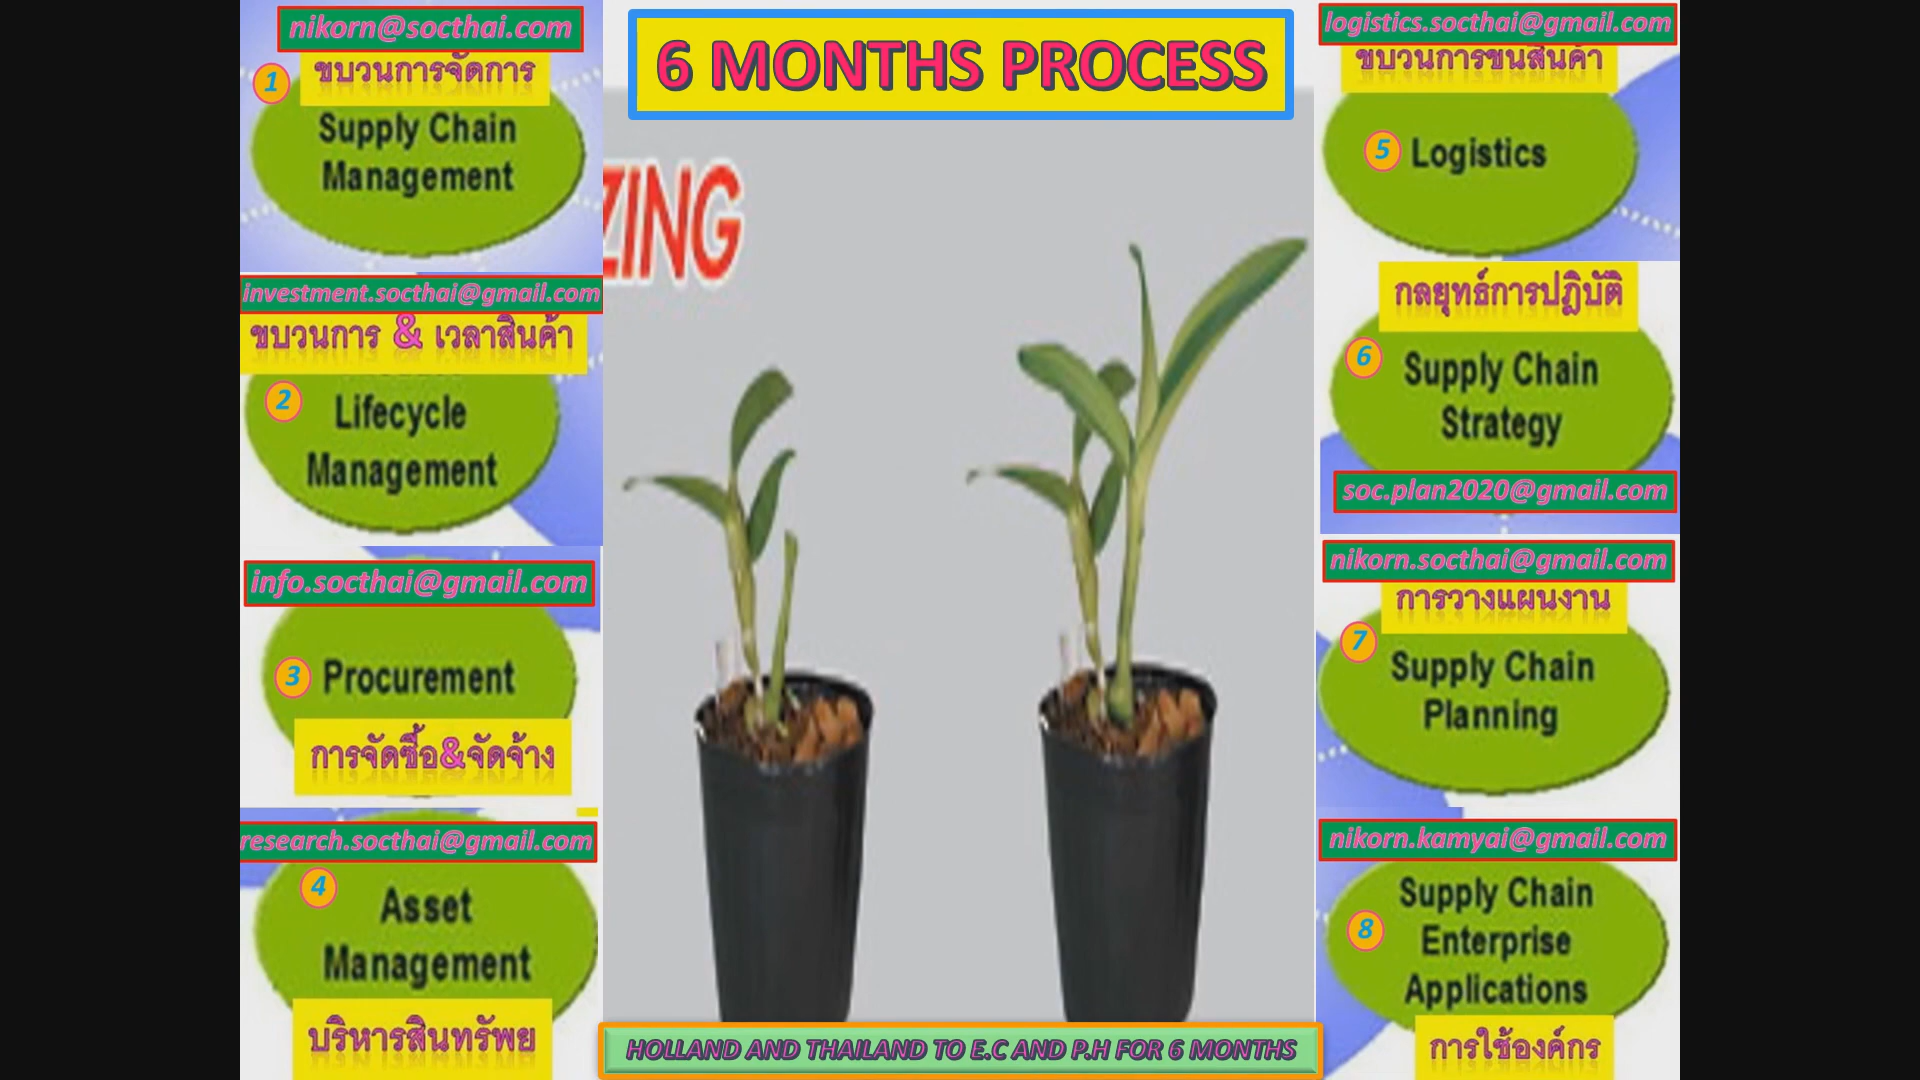 6 MONTHS PROCESS
nikorn@socthai.com
ขบวนการจัดการ
1
Supply Chain
Management
investment.socthai@gmail.com
ขบวนการ & เวลาสินค้า
2
Lifecycle
Management
info.socthai@gmail.com
3 Procurement
การจัดซื้อ&จัดจ้าง
research.socthai@gmail.com
4
Asset
Management
บริหารสินทรัพย
ZING
logistics.socthai@gmail.com
ขบวนการขนสินค้า
5 Logistics
กลยุทธ์การปฎิบัติ
6
Supply Chain
Strategy
soc.plan2020@gmail.com
nikorn.socthai@gmail.com
การวางแผนงาน
7
Supply Chain
Planning
nikorn.kamyai@gmail.com
8
Supply Chain
Enterprise
Applications
การใช้องค์กร
HOLLAND AND THAILAND TO E.C AND P.H FOR 6 MONTHS